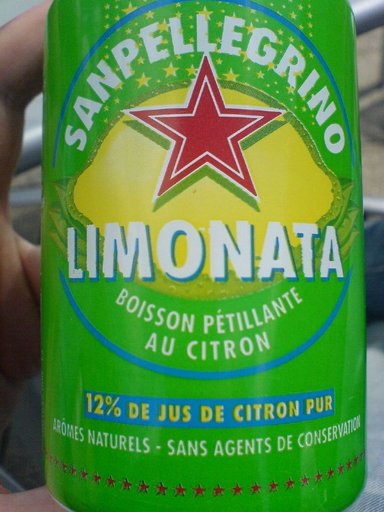 SANPELLEGRINO
LIMONATA
BOISSON PÉTILLANTE
AU CITRON
12% DE JUS DE CITRON PUR
ARÔMES NATURELS - SANS AGENTS DE CONSERVATION